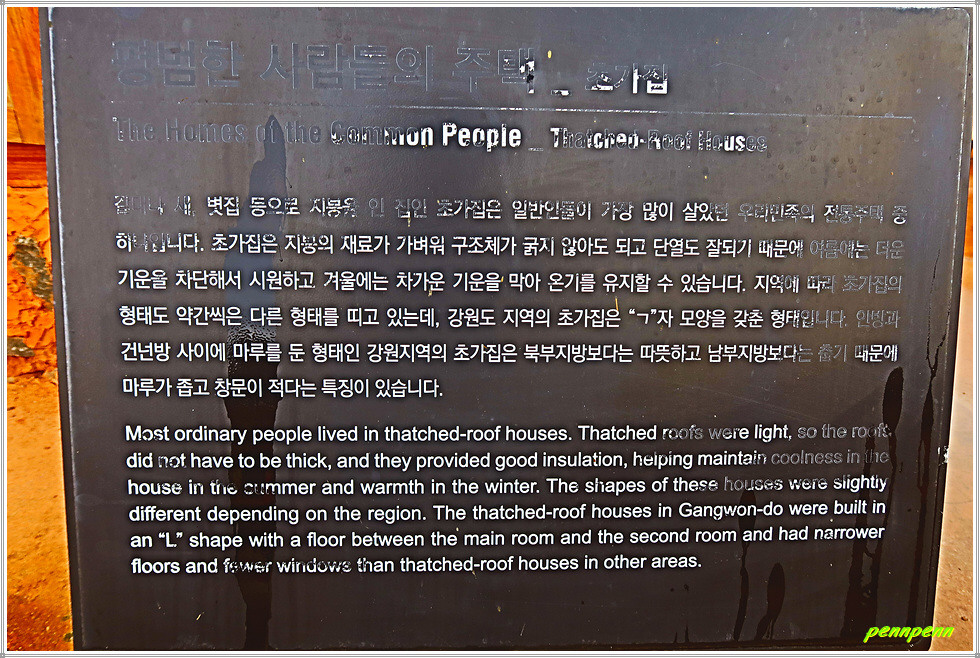 평범한 사람들의 주택 _ 초가집
The Homes of the Common People _ Thatched-Roof Houses
갈대나 새, 볏짚 등으로 지붕을 인 집인 초가집은 일반인들이 가장 많이 살았던 우리민족의 전통주택 중
하나입니다. 초가집은 지붕의 재료가 가벼워 구조체가 굵지 않아도 되고 단열도 잘되기 때문에 여름에는 더운
기운을 차단해서 시원하고 겨울에는 차가운 기운을 막아 온기를 유지할 수 있습니다. 지역에 따라 초가집의
형태도 약간씩은 다른 형태를 띠고 있는데, 강원도 지역의 초가집은 “ㄱ”자 모양을 갖춘 형태입니다. 안방과
건넌방 사이에 마루를 둔 형태인 강원지역의 초가집은 북부지방보다는 따뜻하고 남부지방보다는 춥기 때문에
마루가 좁고 창문이 적다는 특징이 있습니다.
Most ordinary people lived in thatched-roof houses. Thatched roofs were light, so the roofs
did not have to be thick, and they provided good insulation, helping maintain coolness in the
house in the summer and warmth in the winter. The shapes of these houses were slightly
different depending on the region. The thatched-roof houses in Gangwon-do were built in
an “L” shape with a floor between the main room and the second room and had narrower
floors and fewer windows than thatched-roof houses in other areas.
pennpenn